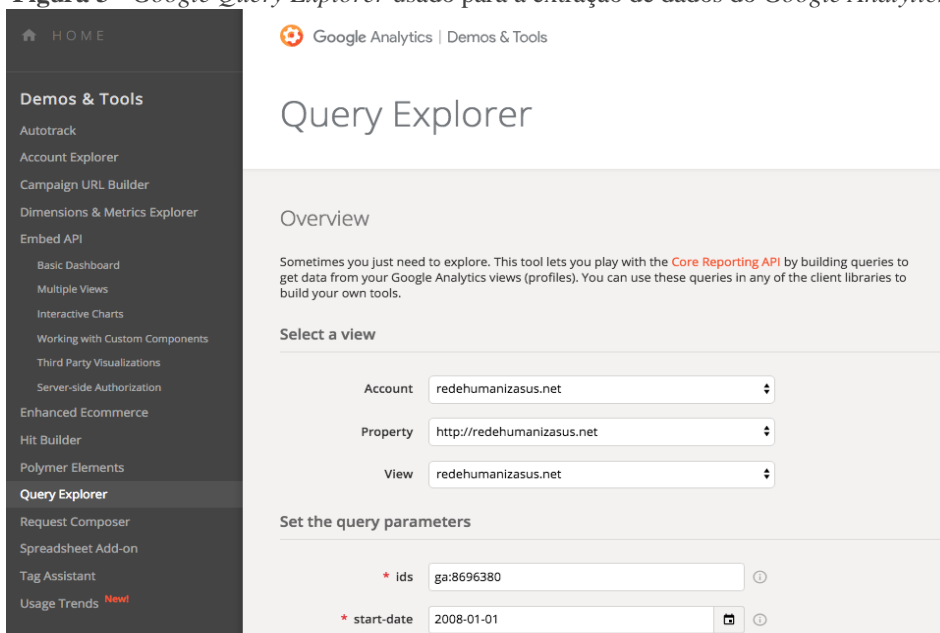 Google Query Explorer usado para a extração de dados do Google Analytics
HOME
Demos & Tools
Autotrack
Account Explorer
Campaign URL Builder
Dimensions & Metrics Explorer
Embed API
Basic Dashboard
Multiple Views
Interactive Charts
Working with Custom Components
Third Party Visualizations
Server-side Authorization
Enhanced Ecommerce
Hit Builder
Polymer Elements
Query Explorer
Request Composer
Spreadsheet Add-on
Tag Assistant
Usage Trends New!
Google Analytics | Demos & Tools
Query Explorer
Overview
Sometimes you just need to explore. This tool lets you play with the Core Reporting API by building queries to
get data from your Google Analytics views (profiles). You can use these queries in any of the client libraries to
build your own tools.
Select a view
Account redehumanizasus.net
Property http://redehumanizasus.net
View redehumanizasus.net
Set the query parameters
* ids ga:8696380
* start-date 2008-01-01